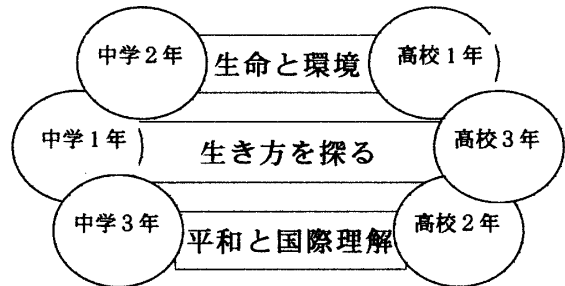 中学2年
生命と環境
高校1年
中学1年
生き方を探る
高校3年
中学3年
平和と国際理解
高校2年